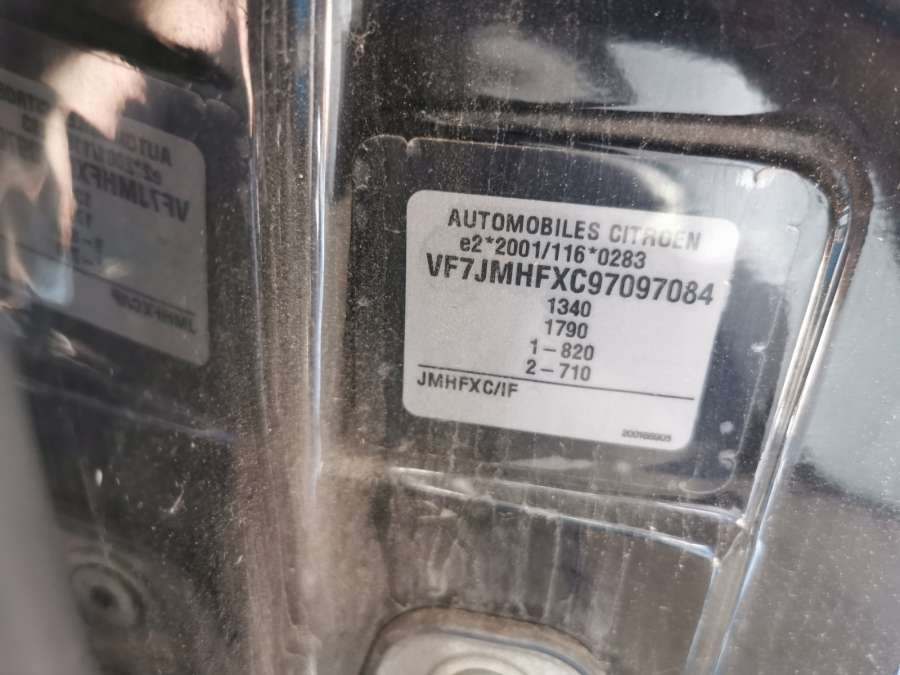 AUTOMOBILES CITROEN
e2*2001/116*0283
VF7JMHFXC97097084
1340
1790
1-820
2-710
JMHFXC/IF